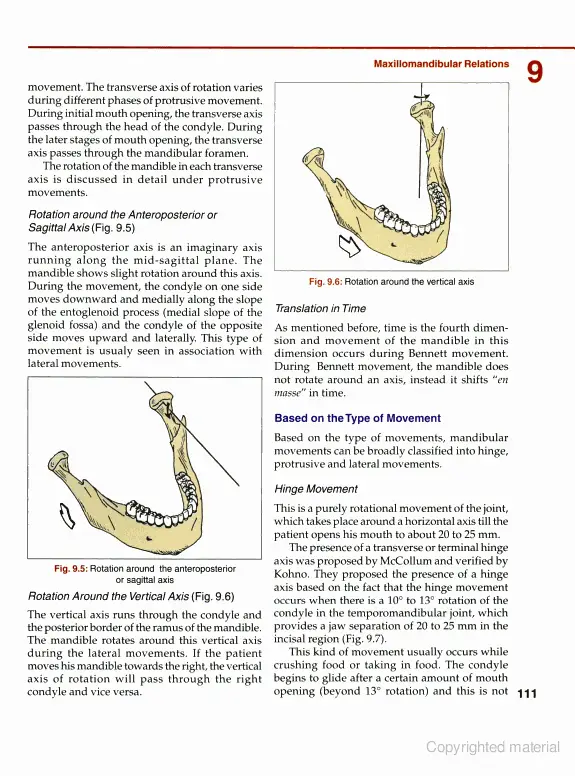 Maxillomandibular Relations
9
movement. The transverse axis of rotation varies
during different phases of protrusive movement.
During initial mouth opening, the transverse axis
passes through the head of the condyle. During
the later stages of mouth opening, the transverse
axis passes through the mandibular foramen.
The rotation of the mandible in each transverse
axis is discussed in detail under protrusive
movements.
Rotation around the Anteroposterior or
Sagittal Axis (Fig. 9.5)
The anteroposterior axis is an imaginary axis
running along the mid-sagittal plane. The
mandible shows slight rotation around this axis.
During the movement, the condyle on one side
moves downward and medially along the slope
of the entoglenoid process (medial slope of the
glenoid fossa) and the condyle of the opposite
side moves upward and laterally. This type of
movement is usualy seen in association with
lateral movements.
Fig. 9.5: Rotation around the anteroposterior
or sagittal axis
Rotation Around the Vertical Axis (Fig. 9.6)
The vertical axis runs through the condyle and
the posterior border of the ramus of the mandible.
The mandible rotates around this vertical axis
during the lateral movements. If the patient
moves his mandible towards the right, the vertical
axis of rotation will pass through the right
condyle and vice versa.
Fig. 9.6: Rotation around the vertical axis
Translation in Time
As mentioned before, time is the fourth dimen-
sion and movement of the mandible in this
dimension occurs during Bennett movement.
During Bennett movement, the mandible does
not rotate around an axis, instead it shifts "en
masse" in time.
Based on the Type of Movement
Based on the type of movements, mandibular
movements can be broadly classified into hinge,
protrusive and lateral movements.
Hinge Movement
This is a purely rotational movement of the joint,
which takes place around a horizontal axis till the
patient opens his mouth to about 20 to 25 mm.
The presence of a transverse or terminal hinge
axis was proposed by McCollum and verified by
Kohno. They proposed the presence of a hinge
axis based on the fact that the hinge movement
occurs when there is a 10° to 13° rotation of the
condyle in the temporomandibular joint, which
provides a jaw separation of 20 to 25 mm in the
incisal region (Fig. 9.7).
This kind of movement usually occurs while
crushing food or taking in food. The condyle
begins to glide after a certain amount of mouth
opening (beyond 13° rotation) and this is not
111
Copyrighted material